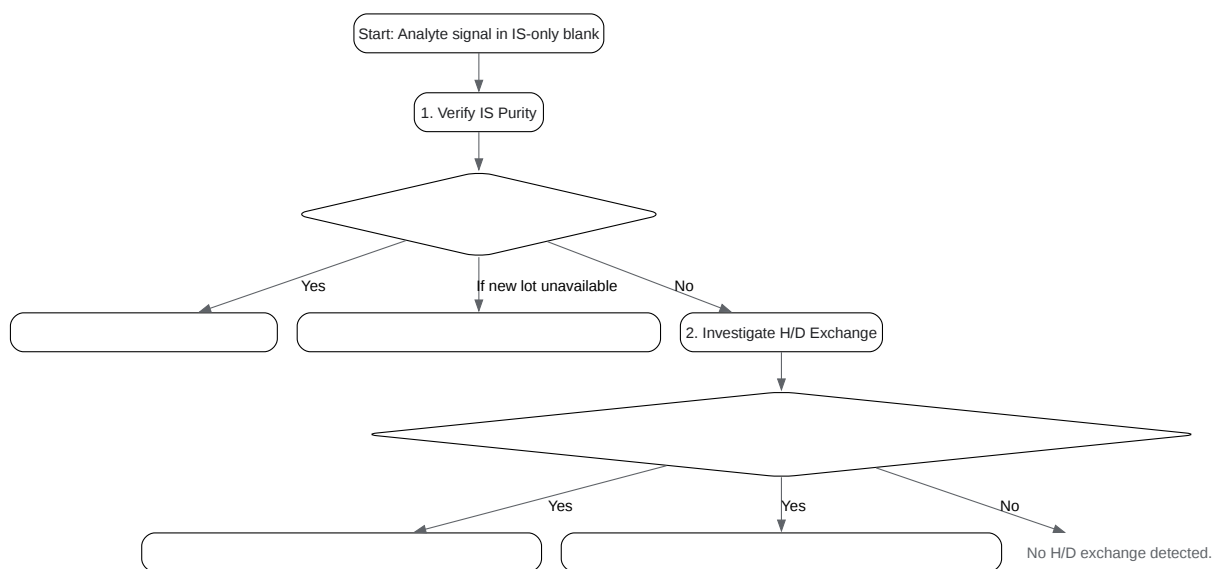 Start: Analyte signal in IS-only blank
1. Verify IS Purity
Yes
If new lot unavailable
No
2. Investigate H/D Exchange
Yes
Yes
No
No H/D exchange detected.